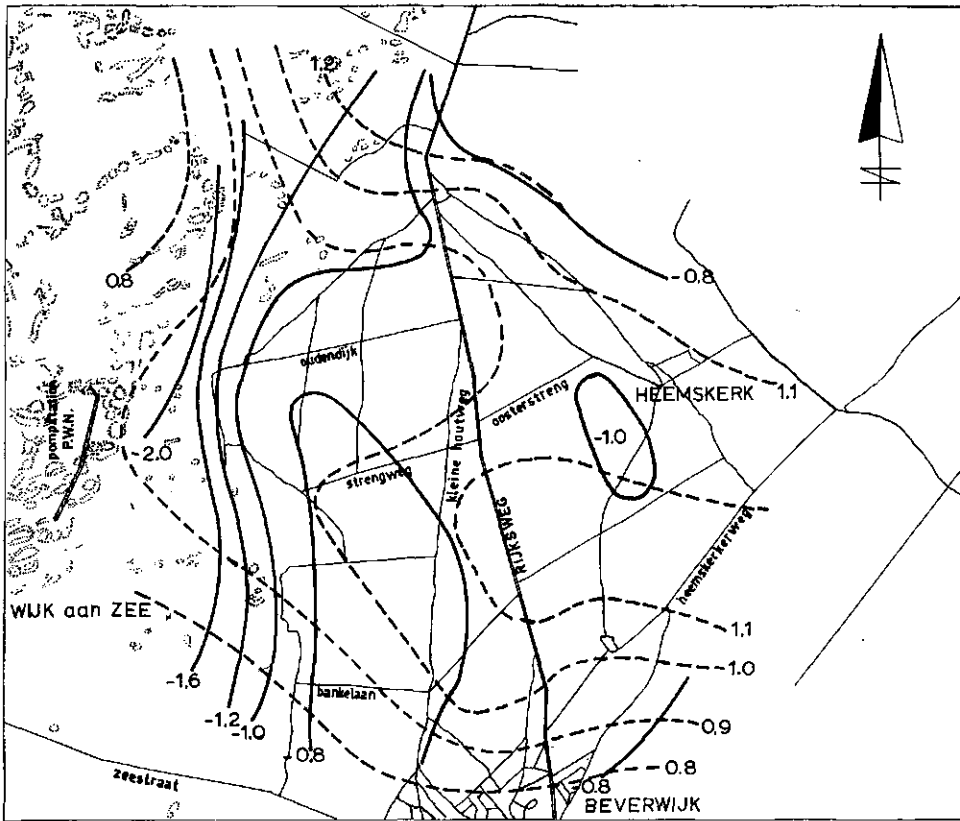 1.2
N
0.8
-0.8
oudendijk
pompstation
P.W.N.
HEEMSKERK
1.1
oosterstreng
-1.0
kleine houtweg
-2.0
strengweg
RIJKSWEG
heemskerkerweg
WIJK aan ZEE
1.1
-1.6
1.0
bankelaan
-1.2
-1.0
0.9
-0.8
0.8
zeestraat
-0.8
BEVERWIJK